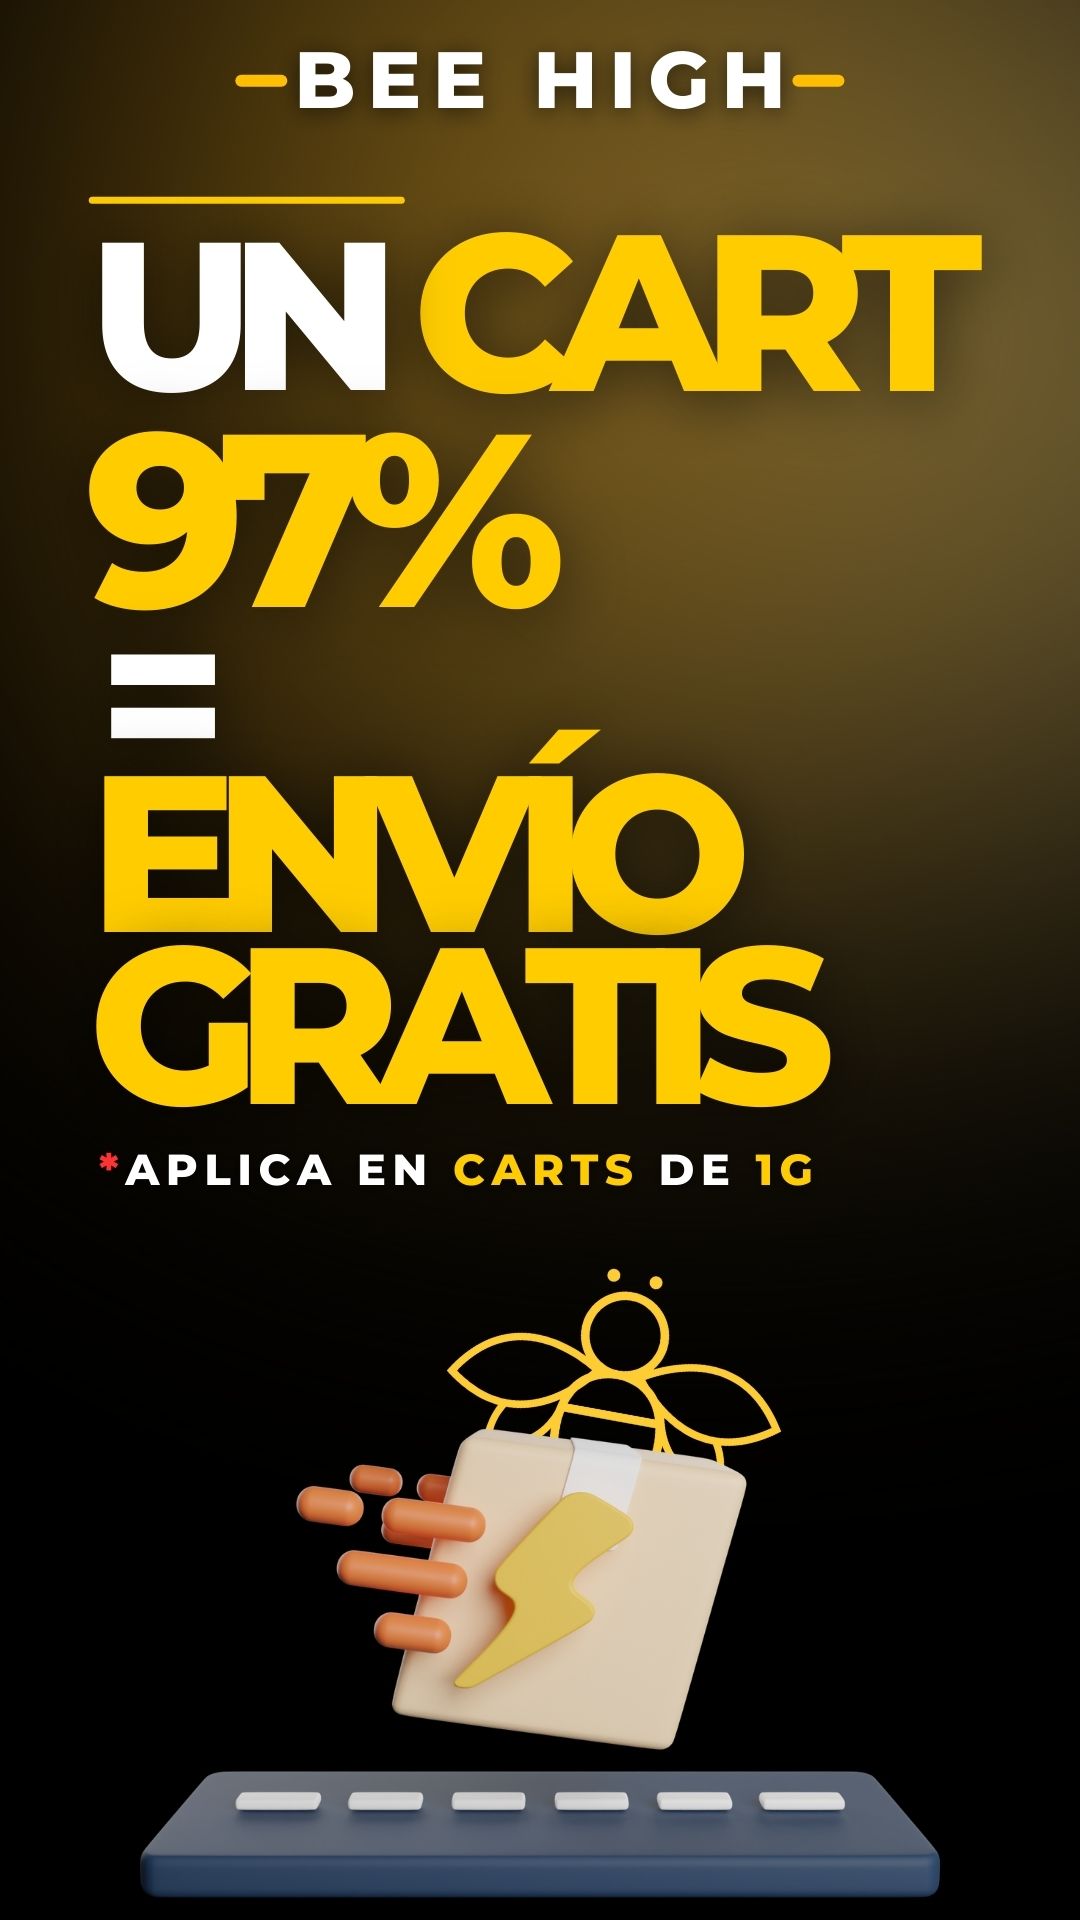 BEE HIGH
UN CART
97%
=
ENVÍO
GRATIS
*APLICA EN CARTS DE 1G